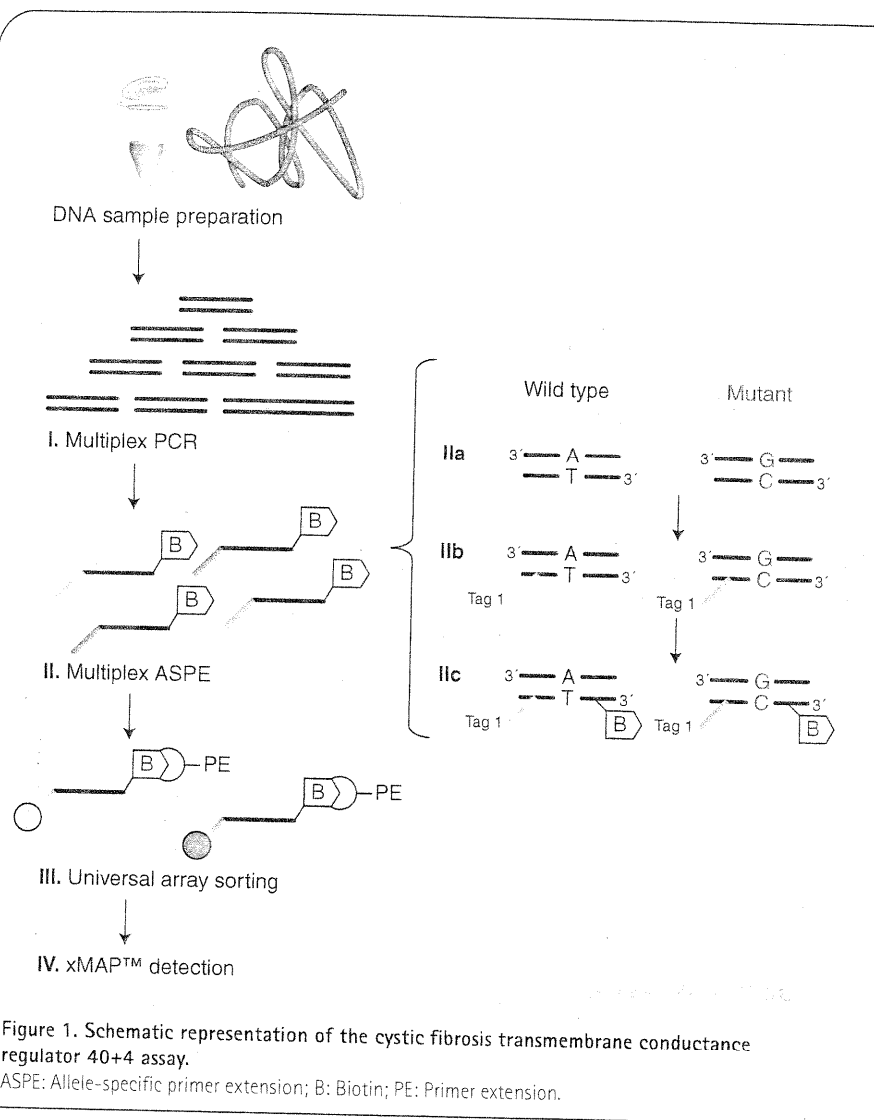 DNA sample preparation
I. Multiplex PCR
B
B
B
B
II. Multiplex ASPE
B PE
B PE
III. Universal array sorting
IV. xMAP™ detection
Wild type Mutant
IIa 3´ A 3´ G
T 3´ C 3´
IIb 3´ A 3´ G
T 3´ C 3´
Tag 1 Tag 1
IIc 3´ A 3´ G
T 3´ C 3´
Tag 1 B Tag 1 B
Figure 1. Schematic representation of the cystic fibrosis transmembrane conductance
regulator 40+4 assay.
ASPE: Allele-specific primer extension; B: Biotin; PE: Primer extension.